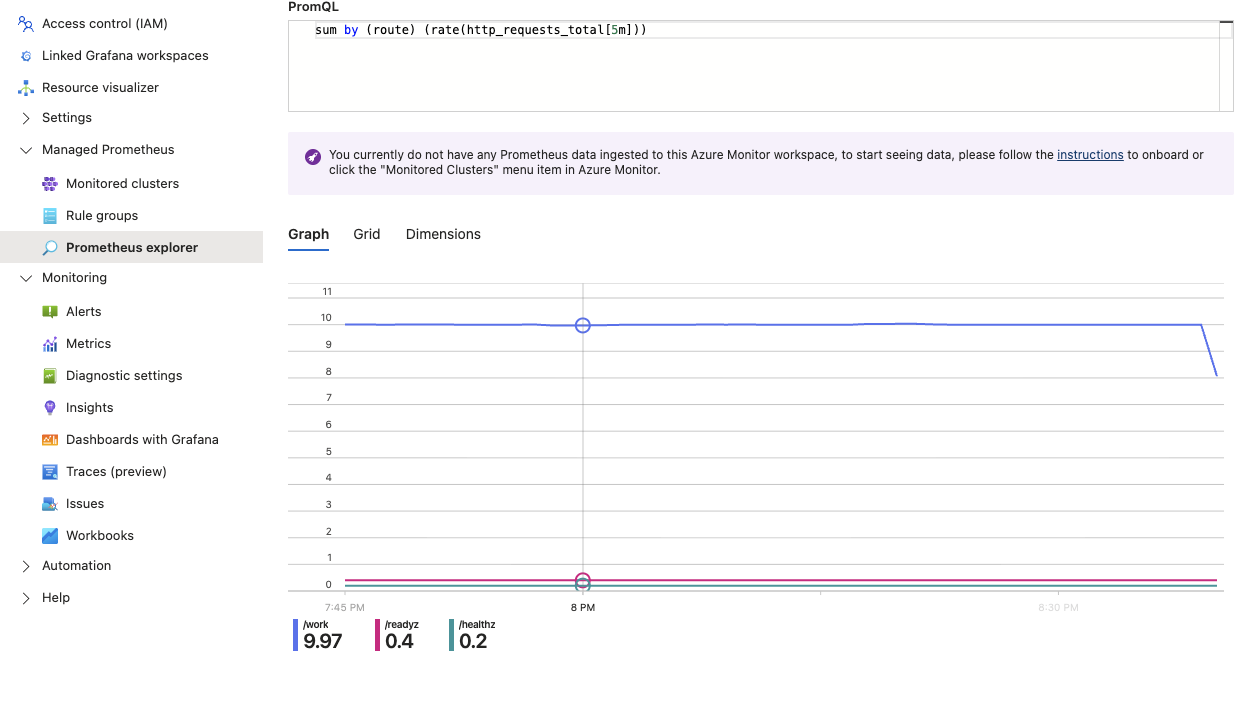 PromQL
sum by (route) (rate(http_requests_total[5m]))
Access control (IAM)
Linked Grafana workspaces
Resource visualizer
Settings
Managed Prometheus
Monitored clusters
Rule groups
Prometheus explorer
Monitoring
Alerts
Metrics
Diagnostic settings
Insights
Dashboards with Grafana
Traces (preview)
Issues
Workbooks
Automation
Help
You currently do not have any Prometheus data ingested to this Azure Monitor workspace, to start seeing data, please follow the instructions to onboard or
click the "Monitored Clusters" menu item in Azure Monitor.
Graph Grid Dimensions
11
10
9
8
7
6
5
4
3
2
1
0
7:45 PM 8 PM 8:30 PM
/work /readyz /healthz
9.97 0.4 0.2